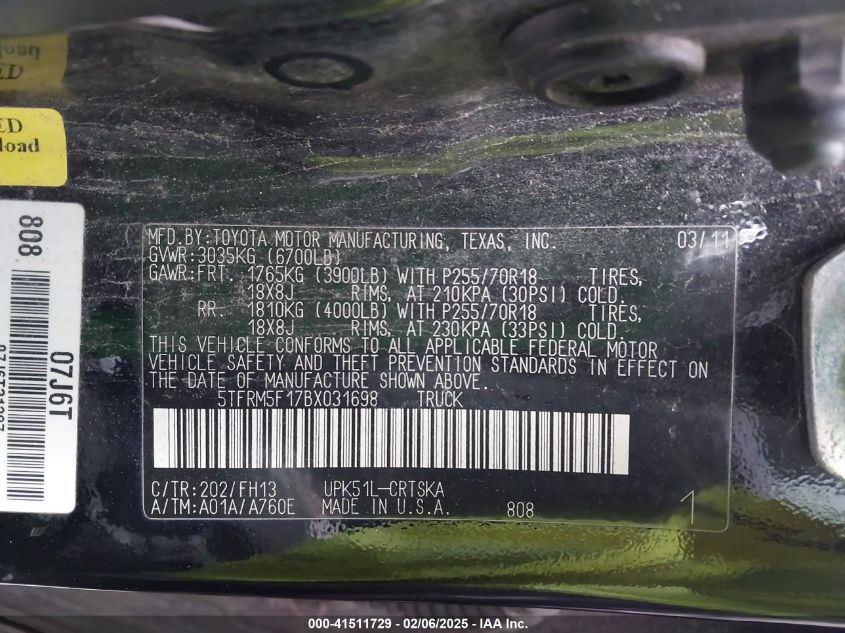 ED
ED
load
808
07J6T
MFD.BY:TOYOTA MOTOR MANUFACTURING, TEXAS, INC. 03/11
GVWR:3035KG (6700LB)
GAWR:FRT. 1765KG (3900LB) WITH P255/70R18 TIRES,
18X8J RIMS, AT 210KPA (30PSI) COLD.
RR. 1810KG (4000LB) WITH P255/70R18 TIRES,
18X8J RIMS, AT 230KPA (33PSI) COLD.
THIS VEHICLE CONFORMS TO ALL APPLICABLE FEDERAL MOTOR
VEHICLE SAFETY AND THEFT PREVENTION STANDARDS IN EFFECT ON
THE DATE OF MANUFACTURE SHOWN ABOVE.
5TFRM5F17BX031698 TRUCK
C/TR:202/FH13 UPK51L-CRTSKA
A/TM:A01A/A760E MADE IN U.S.A. 808 1
000-41511729 - 02/06/2025 - IAA Inc.